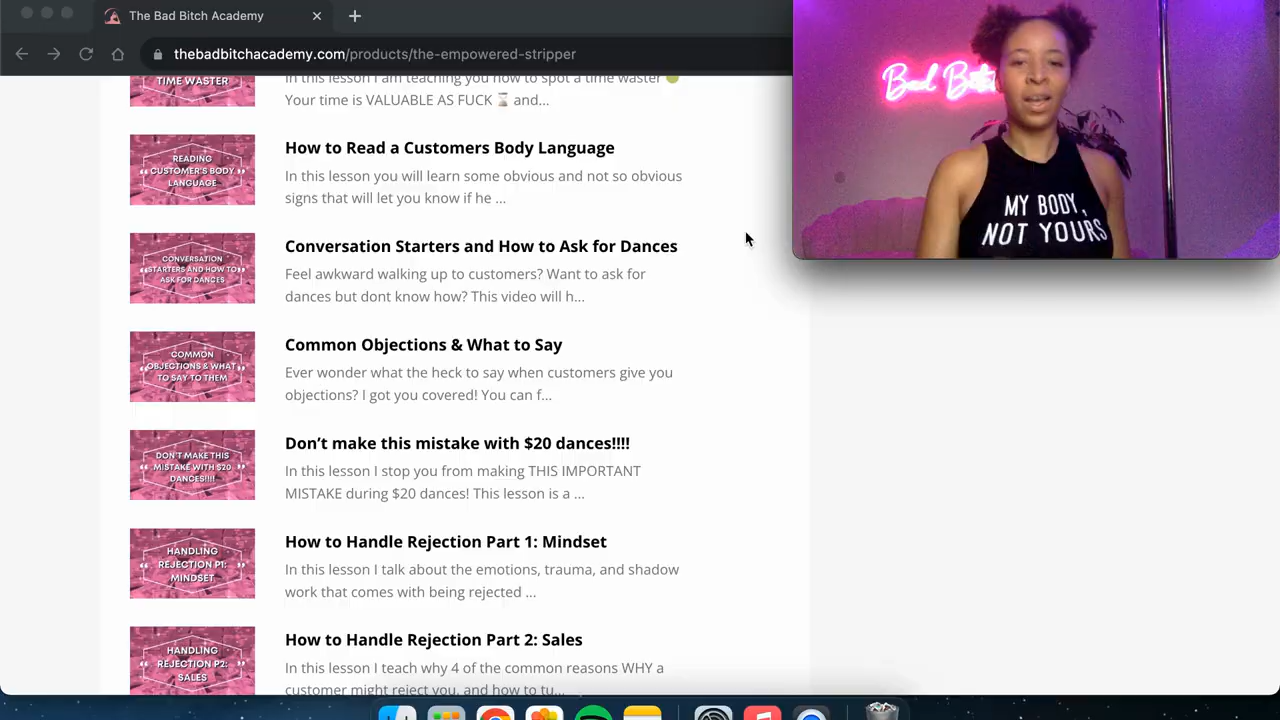 The Bad Bitch Academy
thebadbitchacademy.com/products/the-empowered-stripper
TIME WASTER
In this lesson I am teaching you how to spot a time waster
Your time is VALUABLE AS FUCK ⏳ and...
READING
CUSTOMER'S BODY
LANGUAGE
How to Read a Customers Body Language
In this lesson you will learn some obvious and not so obvious
signs that will let you know if he ...
CONVERSATION
STARTERS AND HOW TO
ASK FOR DANCES
Conversation Starters and How to Ask for Dances
Feel awkward walking up to customers? Want to ask for
dances but dont know how? This video will h...
COMMON
OBJECTIONS & WHAT
TO SAY TO THEM
Common Objections & What to Say
Ever wonder what the heck to say when customers give you
objections? I got you covered! You can f...
DON'T MAKE THIS
MISTAKE WITH $20
DANCES!!!!
Don’t make this mistake with $20 dances!!!!
In this lesson I stop you from making THIS IMPORTANT
MISTAKE during $20 dances! This lesson is a ...
HANDLING
REJECTION P1:
MINDSET
How to Handle Rejection Part 1: Mindset
In this lesson I talk about the emotions, trauma, and shadow
work that comes with being rejected ...
HANDLING
REJECTION P2:
SALES
How to Handle Rejection Part 2: Sales
In this lesson I teach why 4 of the common reasons WHY a
customer might reject you, and how to tu...
Bad
MY BODY,
NOT YOURS